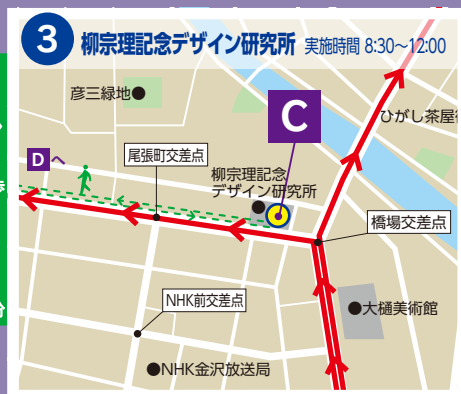 3 柳宗理記念デザイン研究所 実施時間 8:30〜12:00
彦三緑地
C
ひがし茶屋街
Dへ
尾張町交差点
柳宗理記念
デザイン研究所
橋場交差点
NHK前交差点
大樋美術館
NHK金沢放送局
分